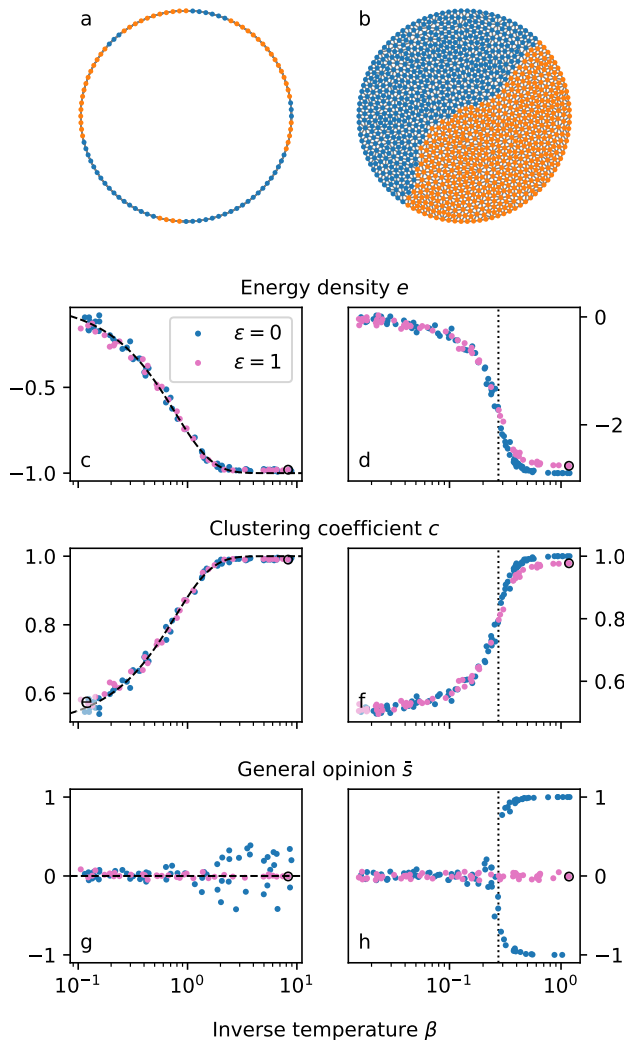 a b
Energy density e
ε = 0
ε = 1
−0.5
−1.0
c
0
−2
d
Clustering coefficient c
1.0
0.8
0.6
e
1.0
0.8
0.6
f
General opinion s̄
1
0
−1
g
1
0
−1
h
10⁻¹ 10⁰ 10¹ 10⁻¹ 10⁰
Inverse temperature β